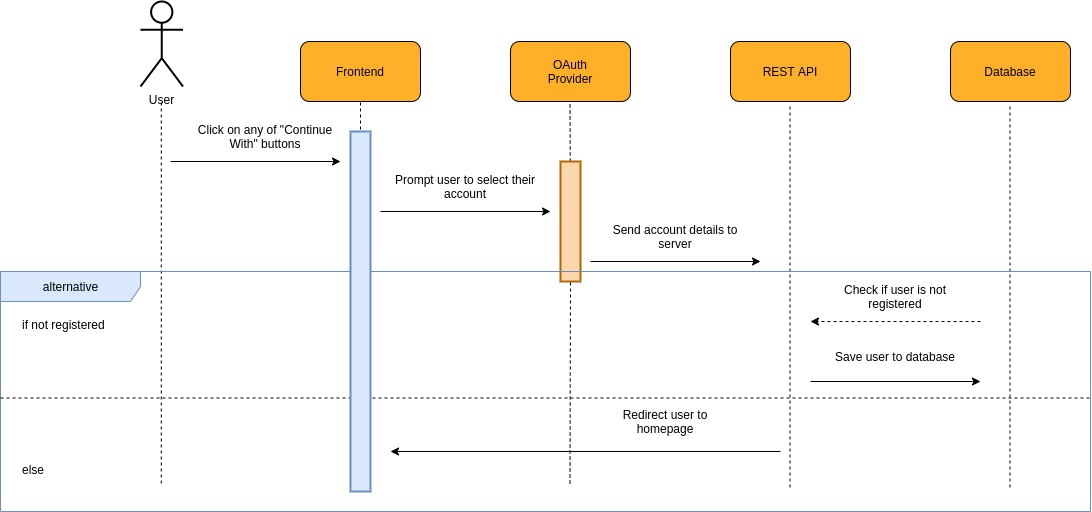 User
Frontend
OAuth
Provider
REST API
Database
Click on any of "Continue
With" buttons
Prompt user to select their
account
Send account details to
server
alternative
if not registered
Check if user is not
registered
Save user to database
Redirect user to
homepage
else